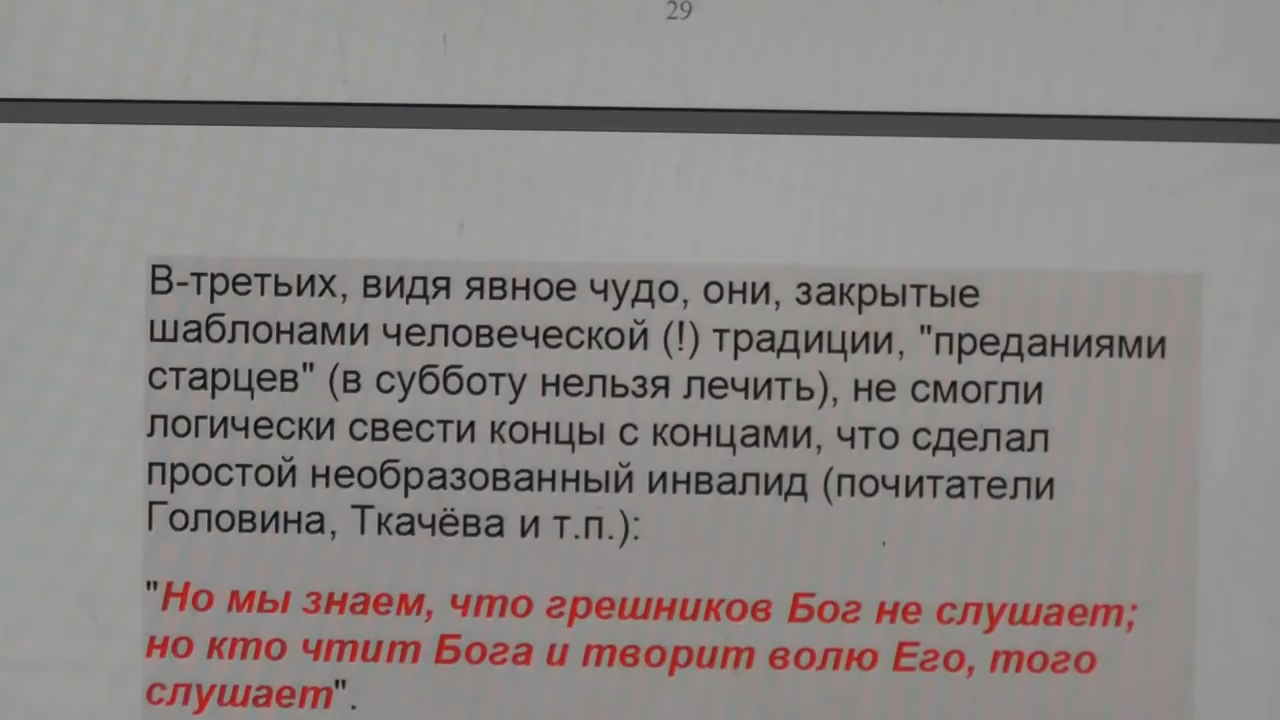 29
В-третьих, видя явное чудо, они, закрытые
шаблонами человеческой (!) традиции, "преданиями
старцев" (в субботу нельзя лечить), не смогли
логически свести концы с концами, что сделал
простой необразованный инвалид (почитатели
Головина, Ткачёва и т.п.):
"Но мы знаем, что грешников Бог не слушает;
но кто чтит Бога и творит волю Его, того
слушает".